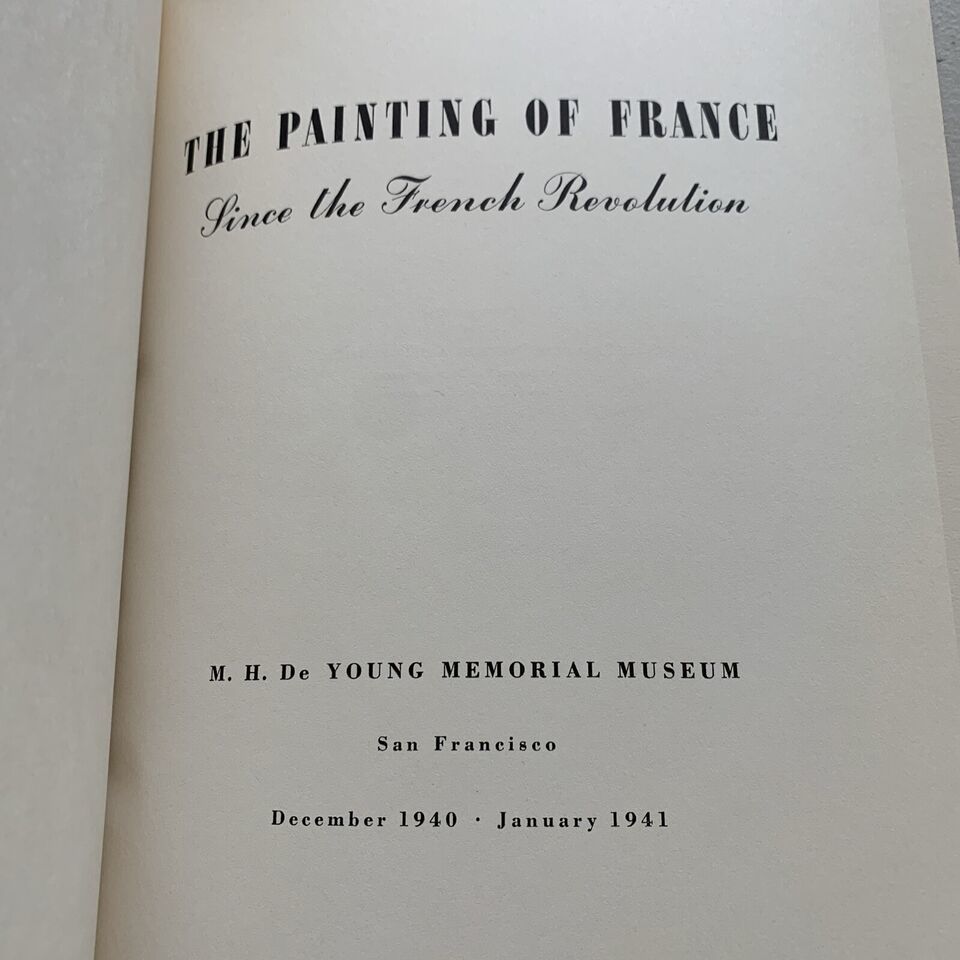 THE PAINTING OF FRANCE
Since the French Revolution
M. H. De YOUNG MEMORIAL MUSEUM
San Francisco
December 1940 · January 1941